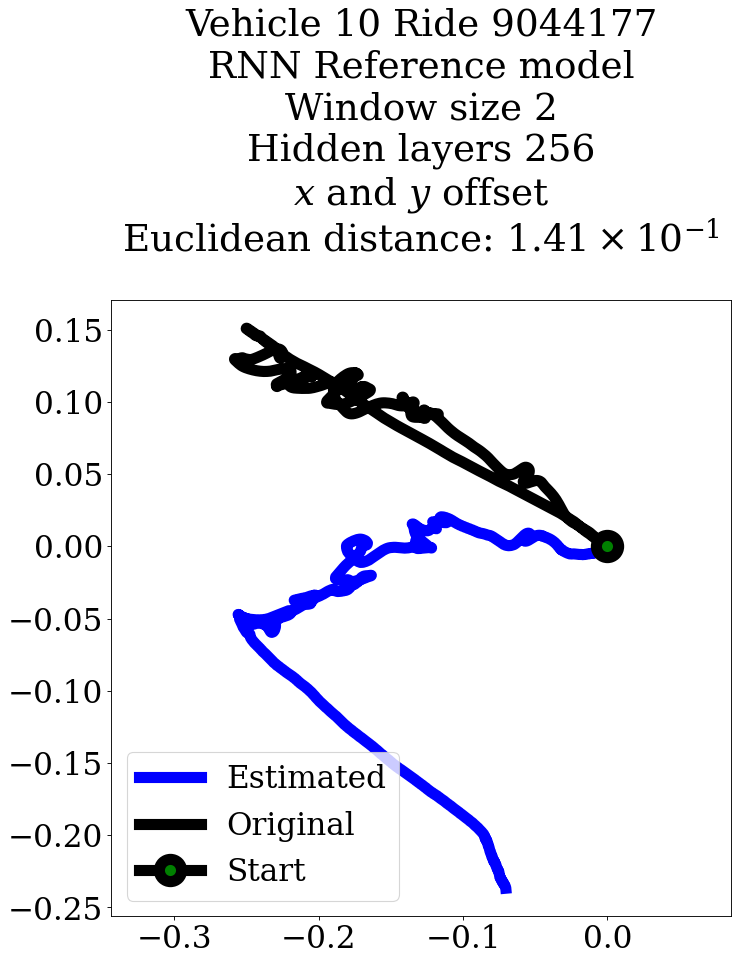 Vehicle 10 Ride 9044177
RNN Reference model
Window size 2
Hidden layers 256
x and y offset
Euclidean distance: 1.41 × 10⁻¹
0.15
0.10
0.05
0.00
−0.05
−0.10
−0.15
−0.20
−0.25
Estimated
Original
Start
−0.3 −0.2 −0.1 0.0